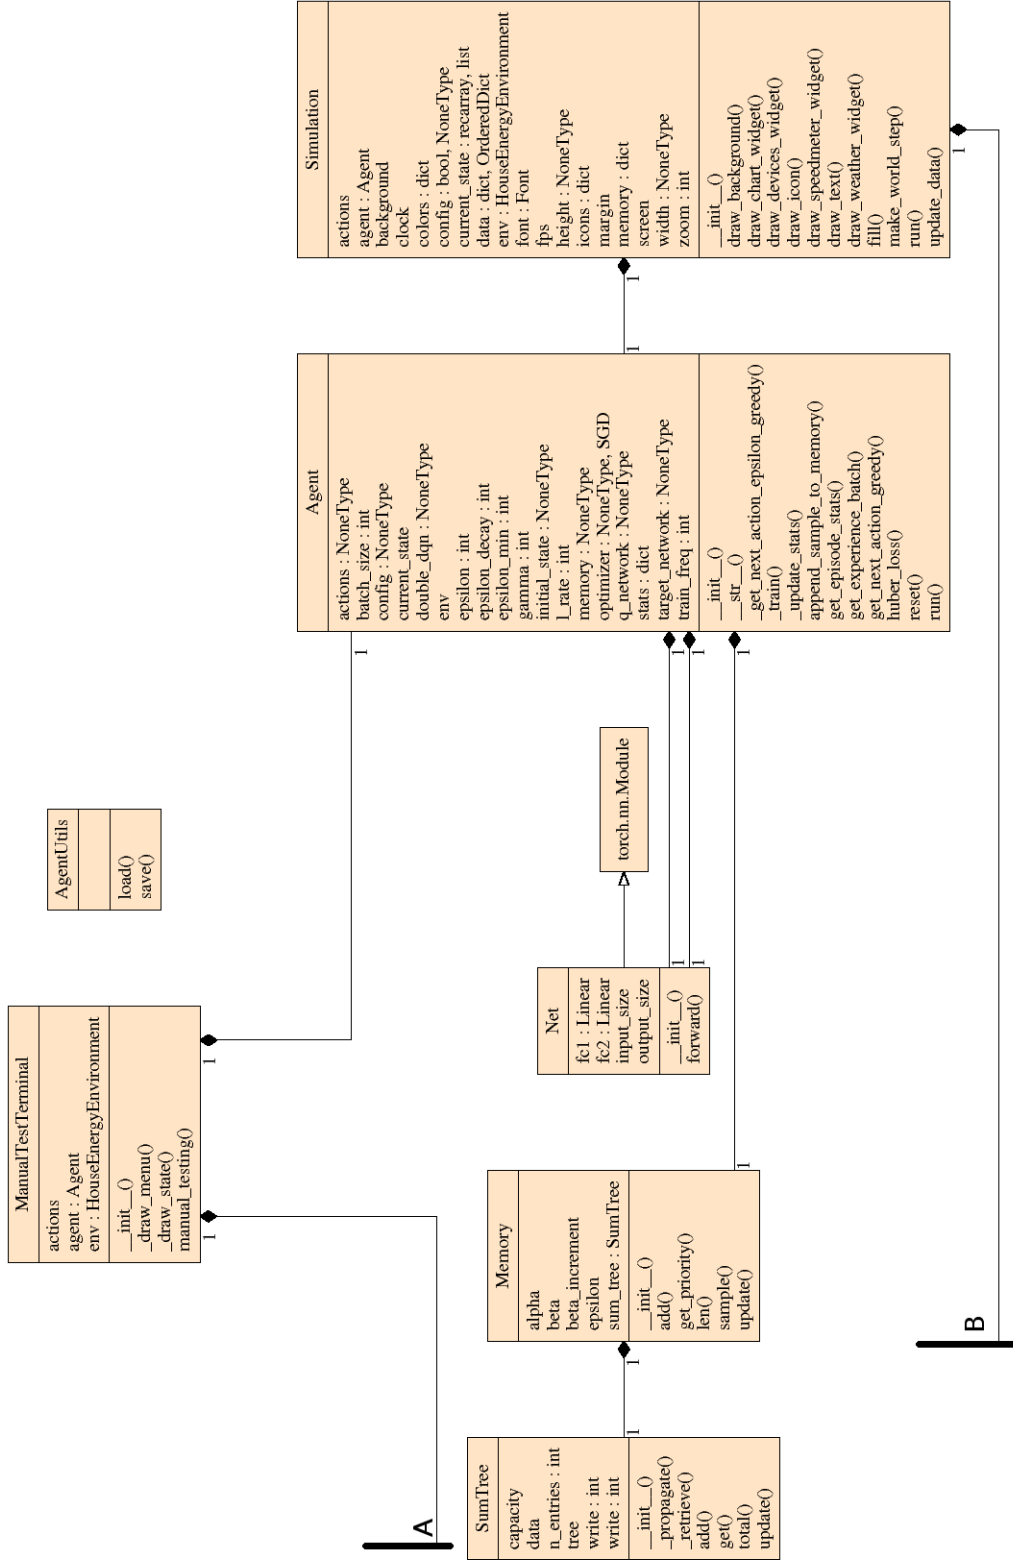 ManualTestTerminal
actions
agent : Agent
env : HouseEnergyEnvironment
__init__()
_draw_menu()
_draw_state()
manual_testing()
1
1
AgentUtils
load()
save()
A
SumTree
capacity
data
n_entries : int
tree
write : int
write : int
__init__()
_propagate()
_retrieve()
add()
get()
total()
update()
1
1
Memory
alpha
beta
beta_increment
epsilon
sum_tree : SumTree
__init__()
add()
get_priority()
len()
sample()
update()
1
Net
fc1 : Linear
fc2 : Linear
input_size
output_size
__init__()
forward()
1
1
torch.nn.Module
1
1
1
1
Agent
actions : NoneType
batch_size : int
config : NoneType
current_state
double_dqn : NoneType
env
epsilon : int
epsilon_decay : int
epsilon_min : int
gamma : int
initial_state : NoneType
l_rate : int
memory : NoneType
optimizer : NoneType, SGD
q_network : NoneType
stats : dict
target_network : NoneType
train_freq : int
__init__()
__str__()
_get_next_action_epsilon_greedy()
_train()
_update_stats()
append_sample_to_memory()
get_episode_stats()
get_experience_batch()
get_next_action_greedy()
huber_loss()
reset()
run()
1
1
Simulation
actions
agent : Agent
background
clock
colors : dict
config : bool, NoneType
current_state : recarray, list
data : dict, OrderedDict
env : HouseEnergyEnvironment
font : Font
fps
height : NoneType
icons : dict
margin
memory : dict
screen
width : NoneType
zoom : int
__init__()
draw_background()
draw_chart_widget()
draw_devices_widget()
draw_icon()
draw_speedmeter_widget()
draw_text()
draw_weather_widget()
fill()
make_world_step()
run()
update_data()
1
B